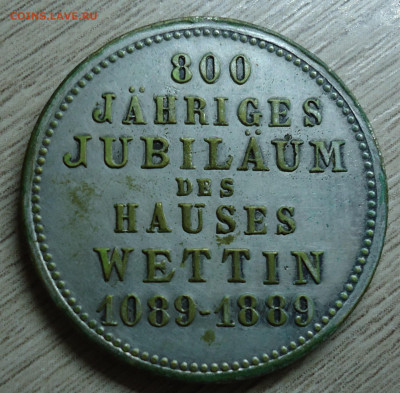 COINS.LAVE.RU
800
JÄHRIGES
JUBILÄUM
DES
HAUSES
WETTIN
1089-1889